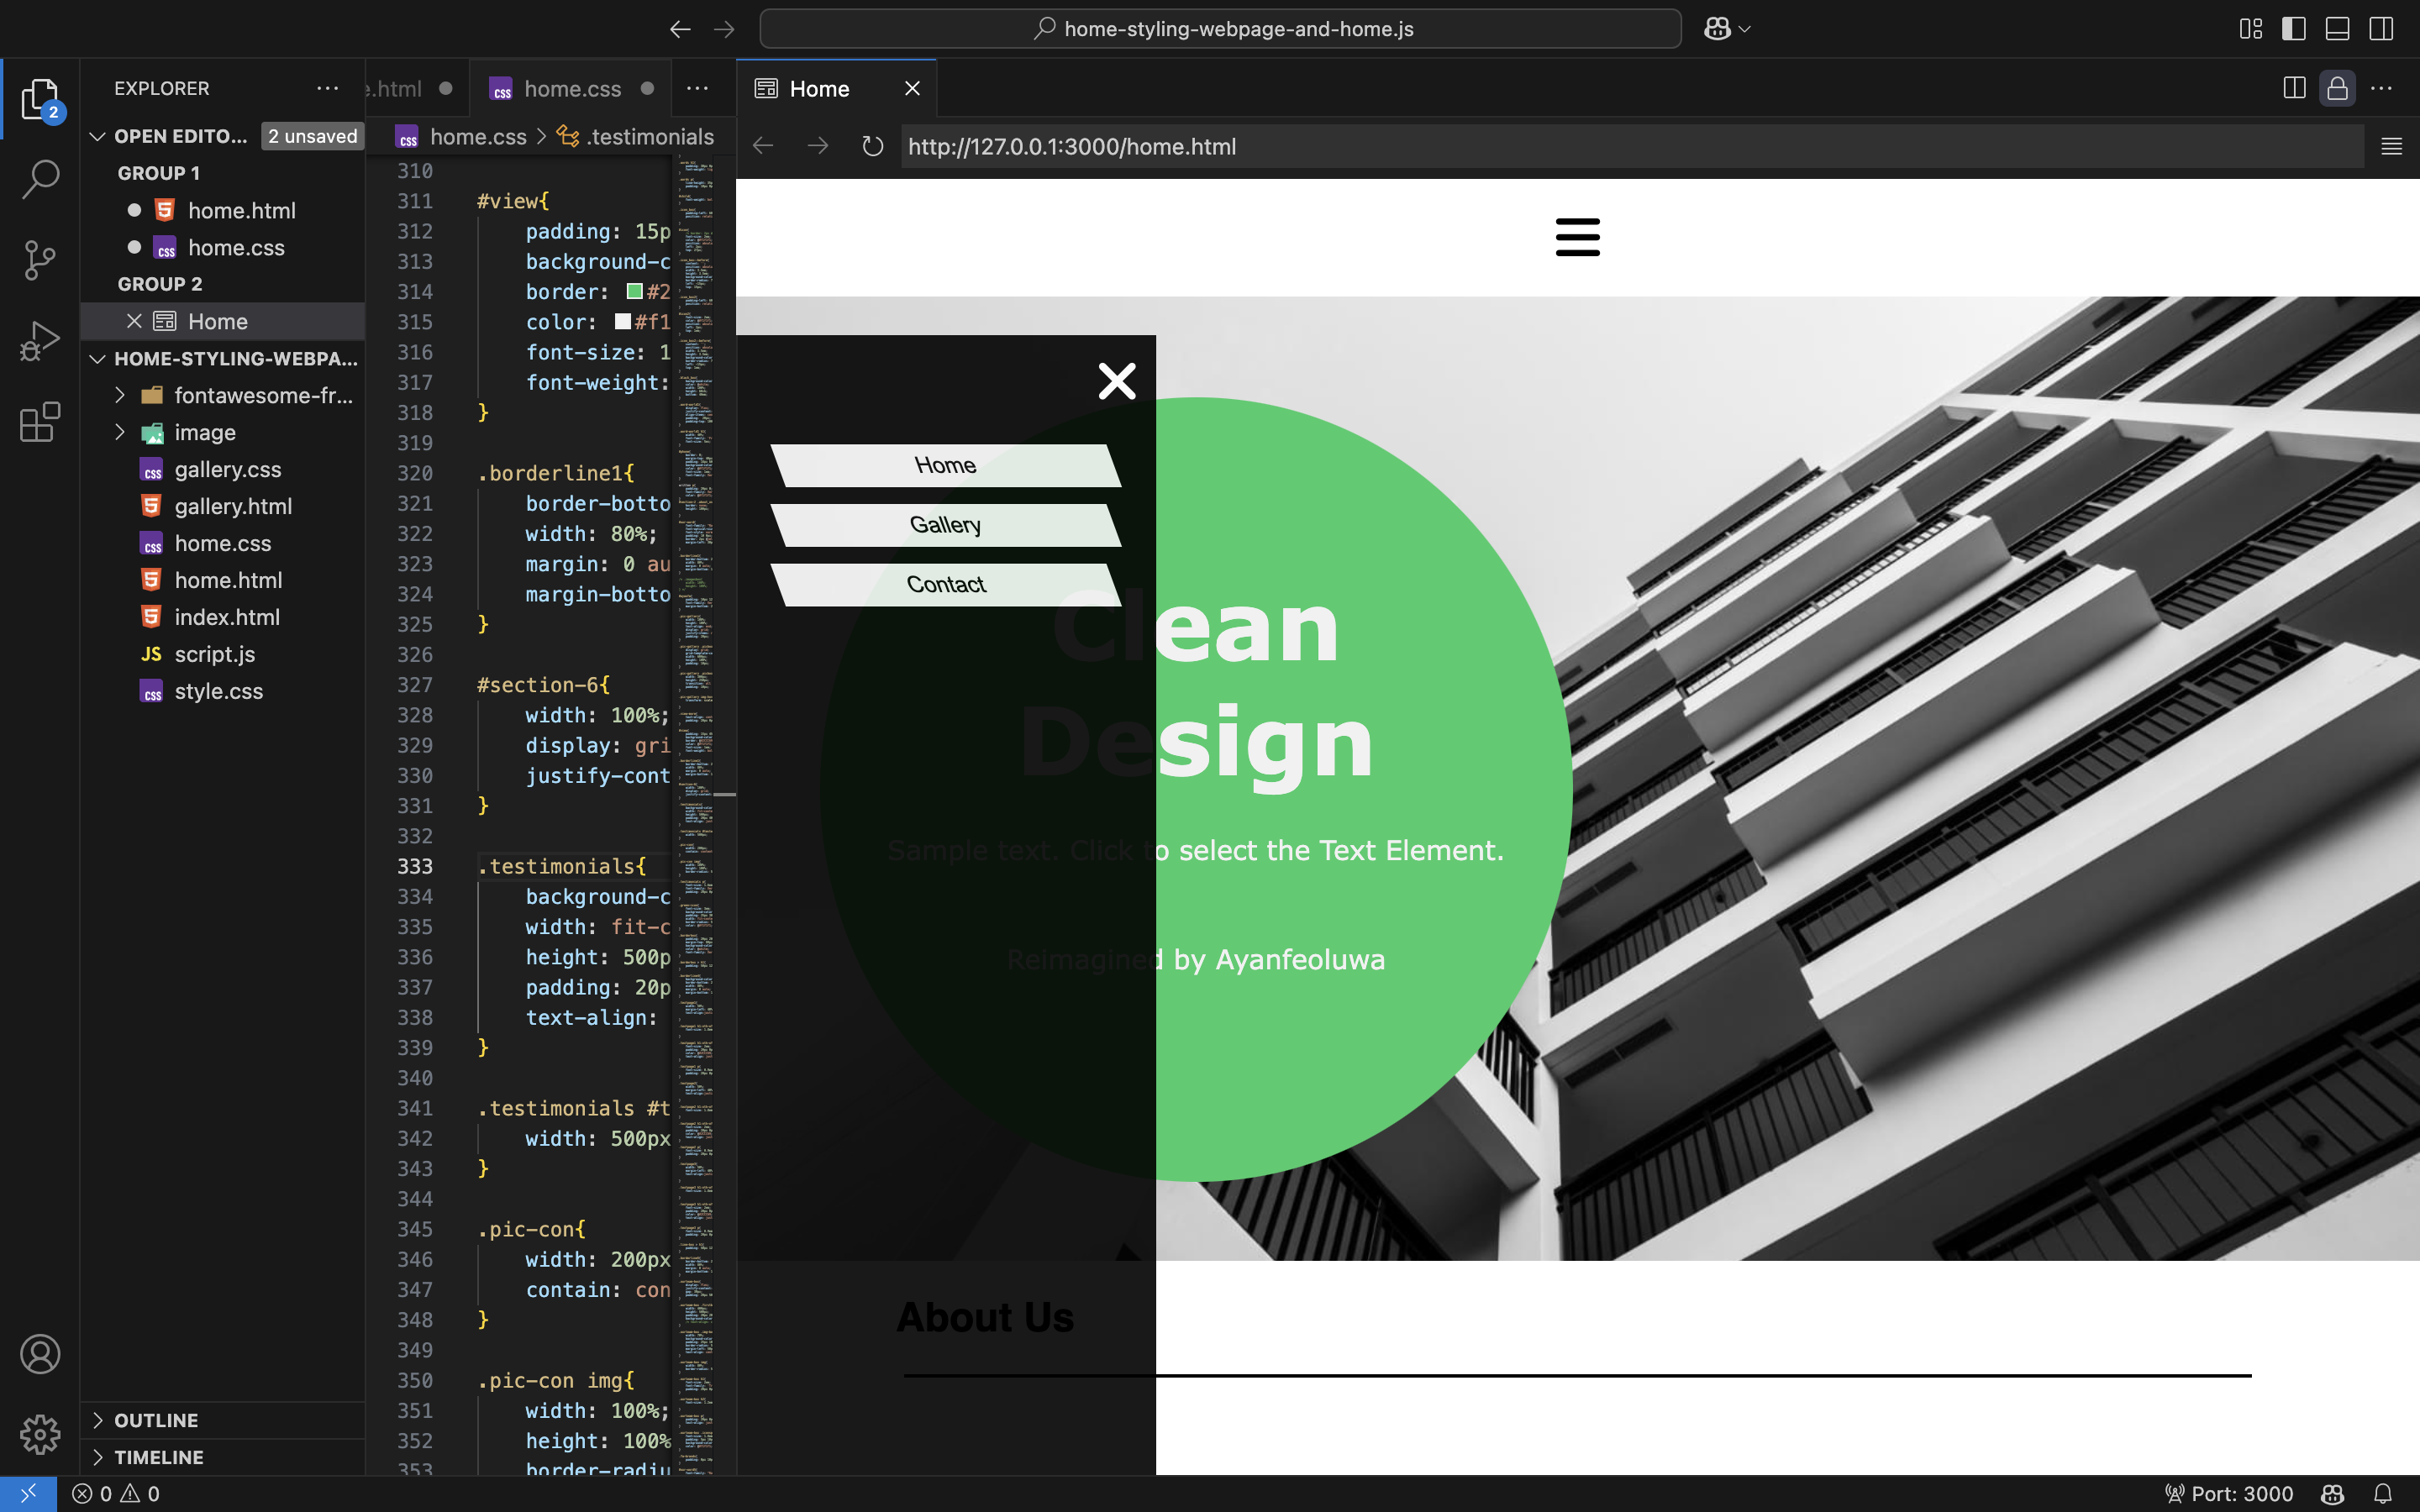 home-styling-webpage-and-home.js
2
EXPLORER
OPEN EDITO... 2 unsaved
GROUP 1
home.html
home.css
GROUP 2
Home
HOME-STYLING-WEBPA...
fontawesome-fr...
image
gallery.css
gallery.html
home.css
home.html
index.html
script.js
style.css
OUTLINE
TIMELINE
e.html
home.css
home.css > .testimonials
310
311 #view{
312 padding: 15p
313 background-c
314 border: #2
315 color: #f1
316 font-size: 1
317 font-weight:
318 }
319
320 .borderline1{
321 border-botto
322 width: 80%;
323 margin: 0 au
324 margin-botto
325 }
326
327 #section-6{
328 width: 100%;
329 display: gri
330 justify-cont
331 }
332
333 .testimonials{
334 background-c
335 width: fit-c
336 height: 500p
337 padding: 20p
338 text-align:
339 }
340
341 .testimonials #t
342 width: 500px
343 }
344
345 .pic-con{
346 width: 200px
347 contain: con
348 }
349
350 .pic-con img{
351 width: 100%;
352 height: 100%
353 border-radiu
Home
http://127.0.0.1:3000/home.html
Home
Gallery
Contact
Clean
Design
Sample text. Click to select the Text Element.
Reimagined by Ayanfeoluwa
About Us
0 0
Port: 3000